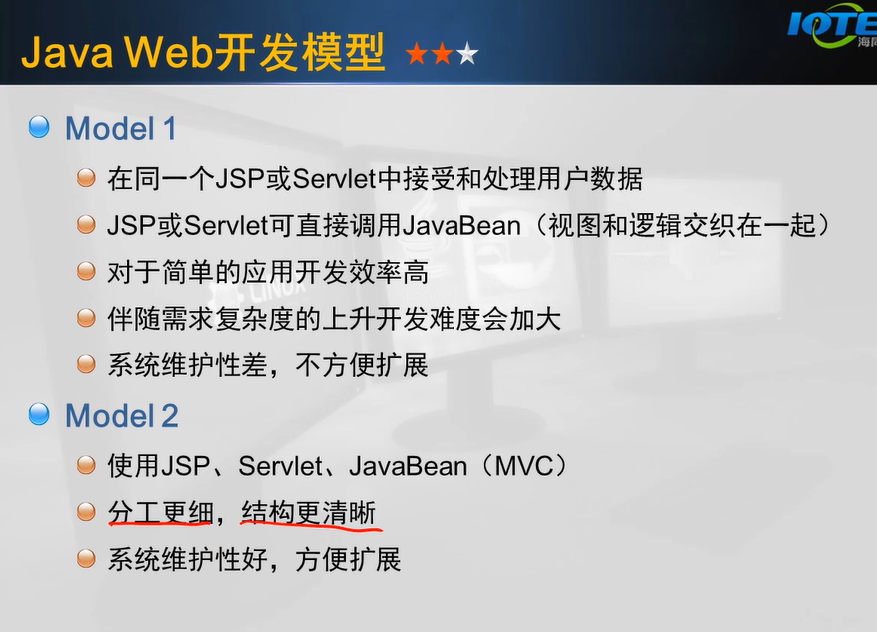 Java Web开发模型
IOTE
海同
Model 1
在同一个JSP或Servlet中接受和处理用户数据
JSP或Servlet可直接调用JavaBean（视图和逻辑交织在一起）
对于简单的应用开发效率高
伴随需求复杂度的上升开发难度会加大
系统维护性差，不方便扩展
LINUX
Model 2
使用JSP、Servlet、JavaBean（MVC）
分工更细，结构更清晰
系统维护性好，方便扩展